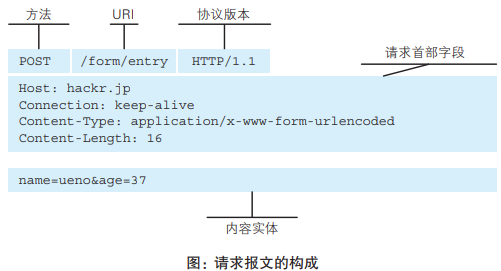 方法 URI 协议版本
请求首部字段
POST /form/entry HTTP/1.1
Host: hackr.jp
Connection: keep-alive
Content-Type: application/x-www-form-urlencoded
Content-Length: 16
name=ueno&age=37
内容实体
图：请求报文的构成